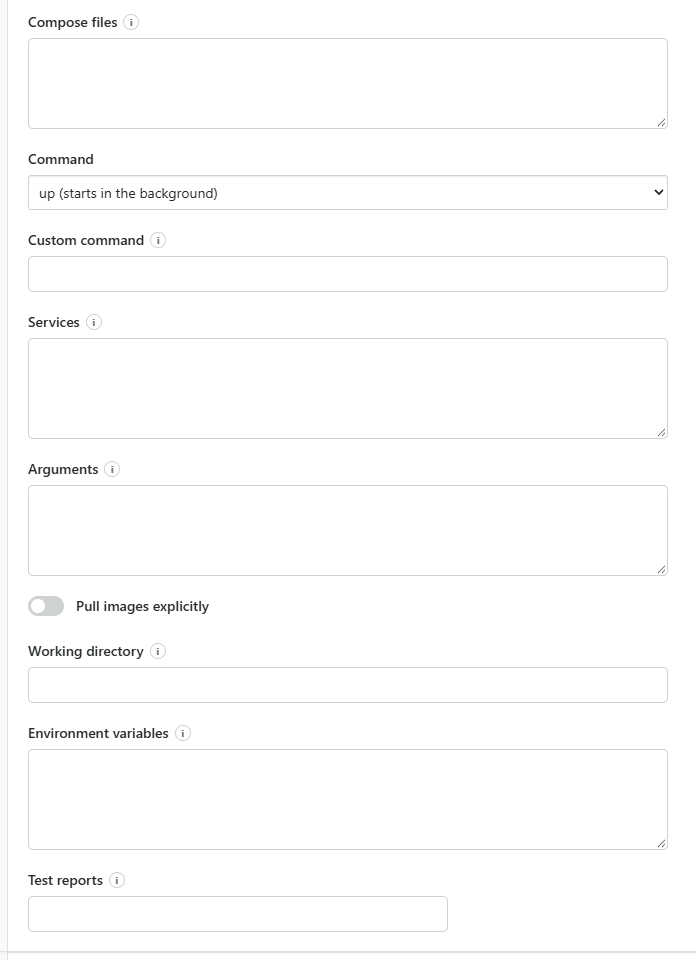 Compose files i
Command
up (starts in the background)
Custom command i
Services i
Arguments i
Pull images explicitly
Working directory i
Environment variables i
Test reports i